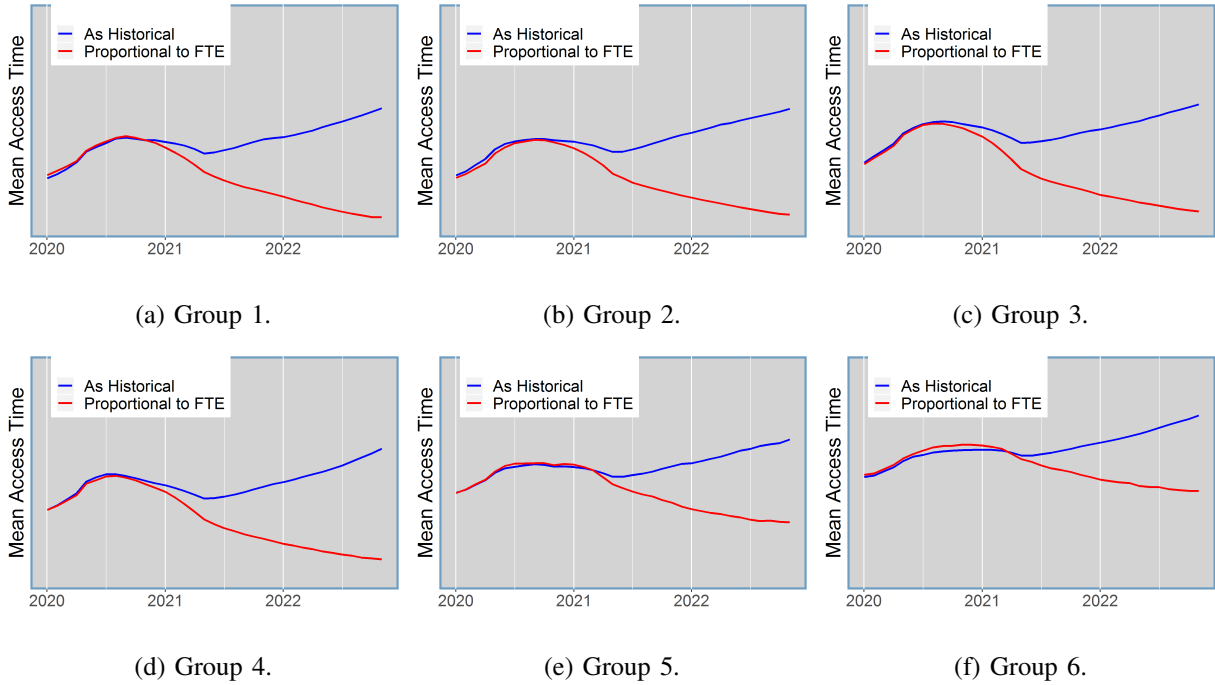 As Historical
Proportional to FTE
Mean Access Time
2020 2021 2022
(a) Group 1.
As Historical
Proportional to FTE
Mean Access Time
2020 2021 2022
(b) Group 2.
As Historical
Proportional to FTE
Mean Access Time
2020 2021 2022
(c) Group 3.
As Historical
Proportional to FTE
Mean Access Time
2020 2021 2022
(d) Group 4.
As Historical
Proportional to FTE
Mean Access Time
2020 2021 2022
(e) Group 5.
As Historical
Proportional to FTE
Mean Access Time
2020 2021 2022
(f) Group 6.